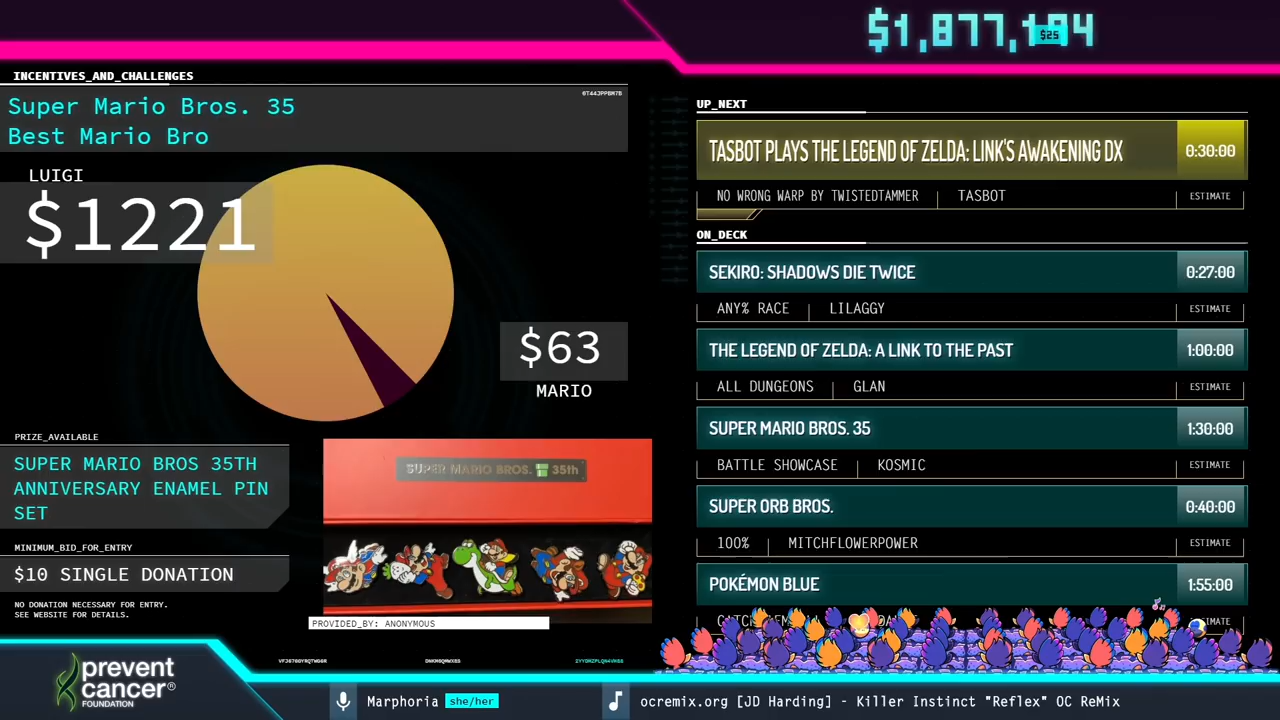 $1,877,1
$25
INCENTIVES_AND_CHALLENGES
Super Mario Bros. 35
Best Mario Bro
LUIGI
$1221
$63
MARIO
PRIZE_AVAILABLE
SUPER MARIO BROS 35TH
ANNIVERSARY ENAMEL PIN
SET
MINIMUM_BID_FOR_ENTRY
$10 SINGLE DONATION
NO DONATION NECESSARY FOR ENTRY.
SEE WEBSITE FOR DETAILS.
SUPER MARIO BROS. 35th
PROVIDED_BY: ANONYMOUS
UP_NEXT
TASBOT PLAYS THE LEGEND OF ZELDA: LINK'S AWAKENING DX 0:30:00
NO WRONG WARP BY TWISTEDTAMMER TASBOT ESTIMATE
ON_DECK
SEKIRO: SHADOWS DIE TWICE 0:27:00
ANY% RACE LILAGGY ESTIMATE
THE LEGEND OF ZELDA: A LINK TO THE PAST 1:00:00
ALL DUNGEONS GLAN ESTIMATE
SUPER MARIO BROS. 35 1:30:00
BATTLE SHOWCASE KOSMIC ESTIMATE
SUPER ORB BROS. 0:40:00
100% MITCHFLOWERPOWER ESTIMATE
POKÉMON BLUE 1:55:00
prevent
cancer®
FOUNDATION
Marphoria she/her
ocremix.org [JD Harding] - Killer Instinct "Reflex" OC ReMix